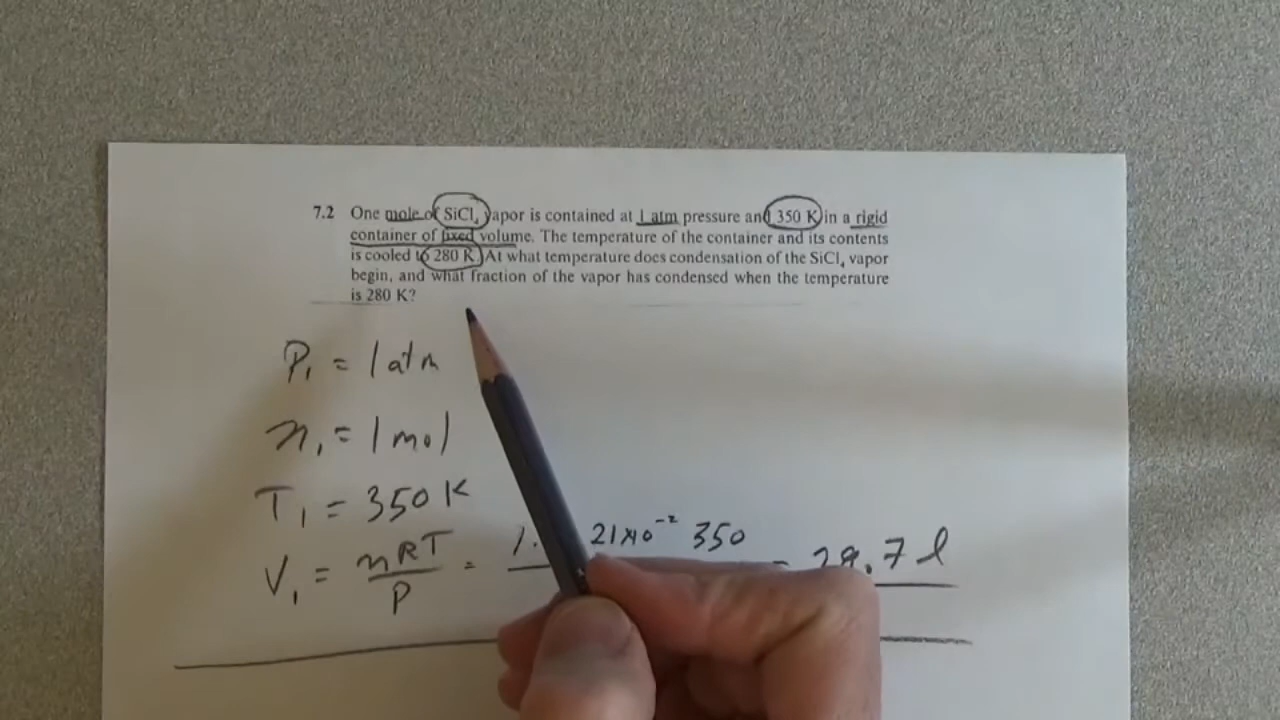 7.2 One mole of SiCl₄ vapor is contained at 1 atm pressure and 350 K in a rigid
container of fixed volume. The temperature of the container and its contents
is cooled to 280 K. At what temperature does condensation of the SiCl₄ vapor
begin, and what fraction of the vapor has condensed when the temperature
is 280 K?
P₁ = 1 atm
n₁ = 1 mol
T₁ = 350 K
V₁ = nRT / P = 1. 21×10⁻² 350 = 28.7 l